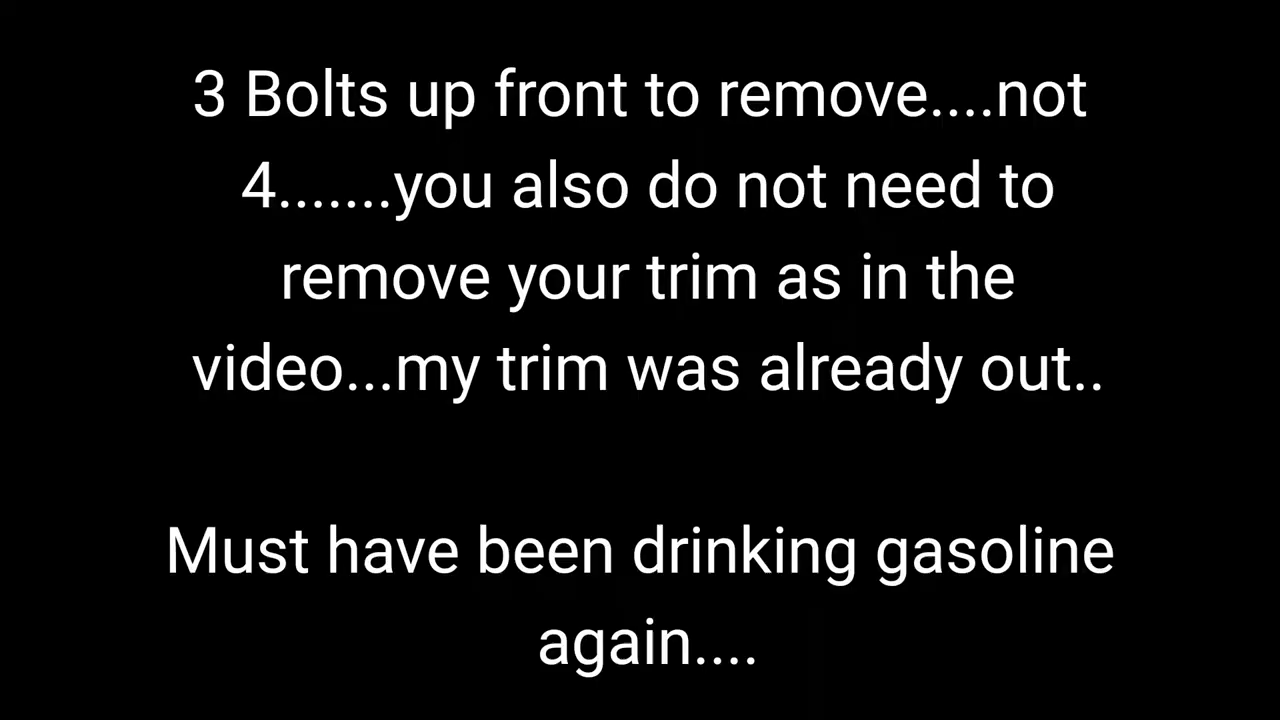 3 Bolts up front to remove....not
4.......you also do not need to
remove your trim as in the
video...my trim was already out..
Must have been drinking gasoline
again....